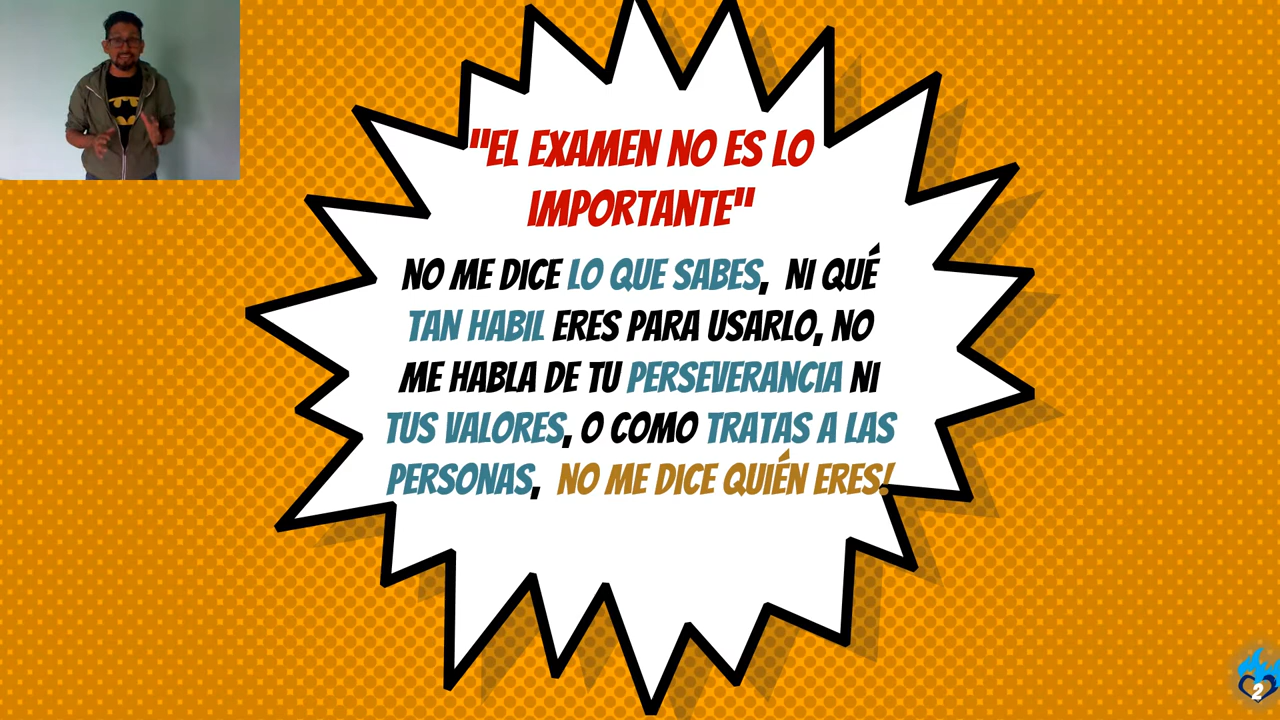 "EL EXAMEN NO ES LO
IMPORTANTE"
NO ME DICE LO QUE SABES, NI QUÉ
TAN HABIL ERES PARA USARLO, NO
ME HABLA DE TU PERSEVERANCIA NI
TUS VALORES, O COMO TRATAS A LAS
PERSONAS, NO ME DICE QUIÉN ERES!
2